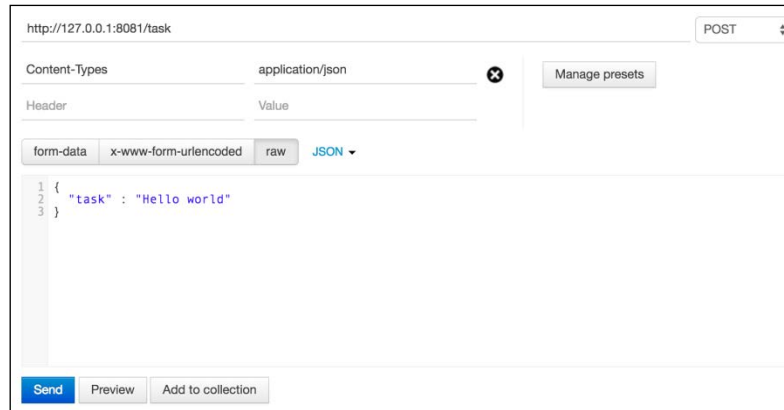 http://127.0.0.1:8081/task POST
Content-Types application/json Manage presets
Header Value
form-data x-www-form-urlencoded raw JSON
1 {
2 "task" : "Hello world"
3 }
Send Preview Add to collection